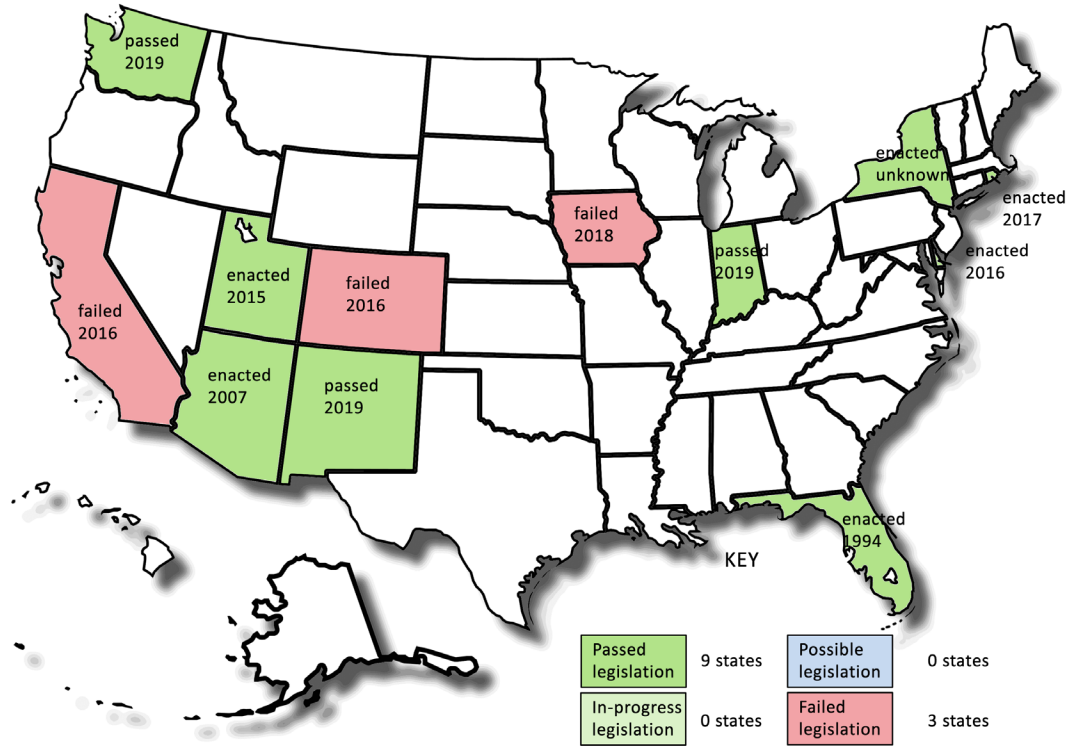 passed
2019
enacted
unknown
enacted
2017
failed
2018
passed
2019
enacted
2016
enacted
2015
failed
2016
failed
2016
enacted
2007
passed
2019
enacted
1994
KEY
Passed
legislation
9 states
Possible
legislation
0 states
In-progress
legislation
0 states
Failed
legislation
3 states